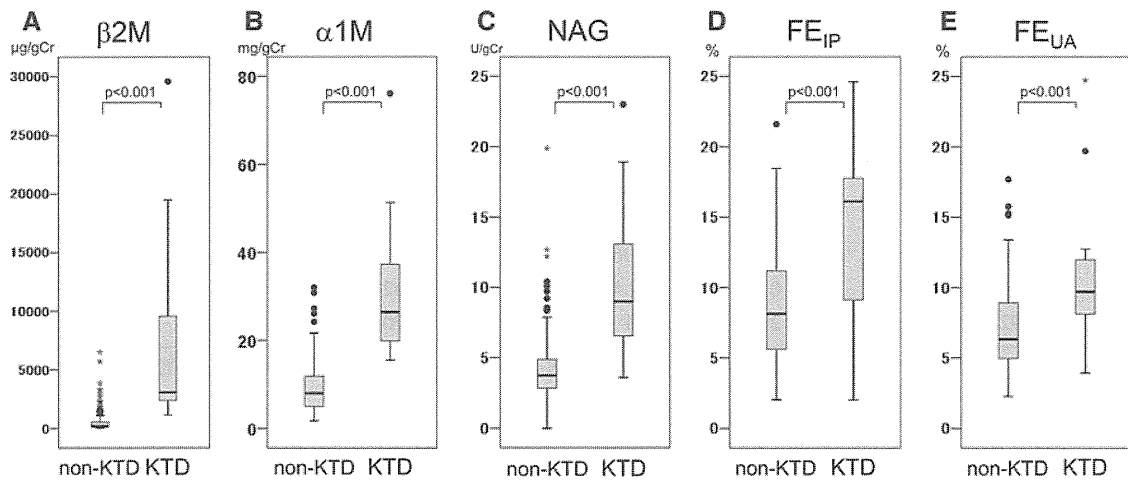 A β2M
μg/gCr
30000
25000
20000
15000
10000
5000
0
p<0.001
non-KTD KTD
B α1M
mg/gCr
80
60
40
20
0
p<0.001
non-KTD KTD
C NAG
U/gCr
25
20
15
10
5
0
p<0.001
non-KTD KTD
D FEIP
%
25
20
15
10
5
0
p<0.001
non-KTD KTD
E FEUA
%
25
20
15
10
5
0
p<0.001
non-KTD KTD